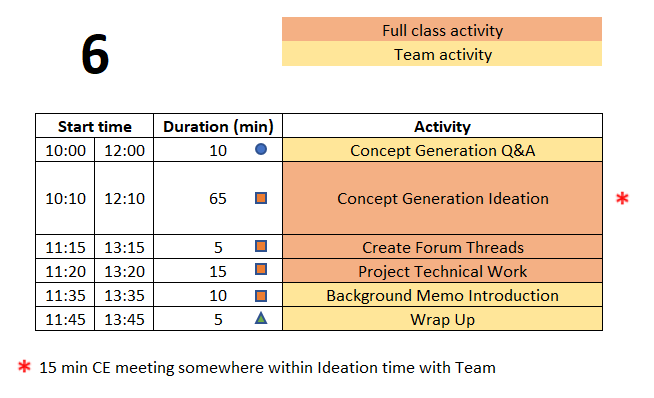 6
Full class activity
Team activity
Start time Duration (min) Activity
10:00 12:00 10 Concept Generation Q&A
10:10 12:10 65 Concept Generation Ideation *
11:15 13:15 5 Create Forum Threads
11:20 13:20 15 Project Technical Work
11:35 13:35 10 Background Memo Introduction
11:45 13:45 5 Wrap Up
* 15 min CE meeting somewhere within Ideation time with Team